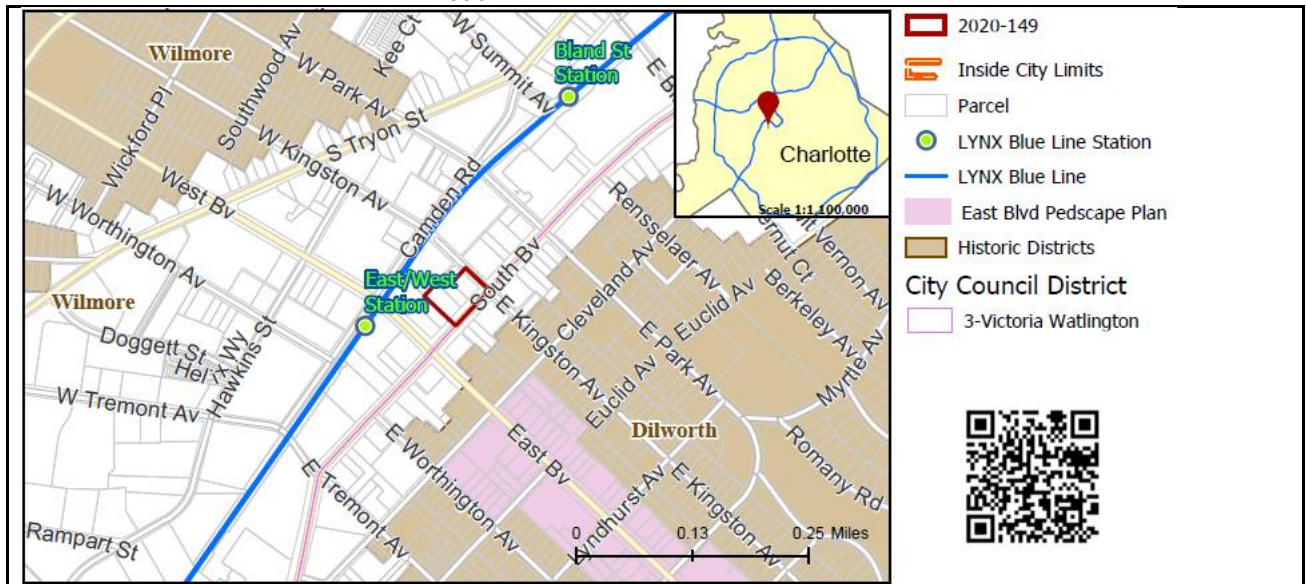 Wilmore
Kee Ct
W Summit Av
Bland St
Station
Southwood Av
W Park Av
Wickford Pl
W Kingston Av
S Tryon St
Camden Rd
West Bv
W Worthington Av
East/West
Station
South Bv
E Kingston Av
Cleveland Av
Rensselaer Av
Euclid Av
Berkeley Av
Mt Vernon Av
Myrtle Av
Wilmore
Doggett St
Helix Wy
Hawkins St
W Tremont Av
E Park Av
Euclid Av
Dilworth
Romany Rd
E Worthington Av
East Bv
E Kingston Av
Lyndhurst Av
E Tremont Av
Rampart St
0 0.13 0.25 Miles
Charlotte
Scale 1:1,100,000
2020-149
Inside City Limits
Parcel
LYNX Blue Line Station
LYNX Blue Line
East Blvd Pedscape Plan
Historic Districts
City Council District
3-Victoria Watlington